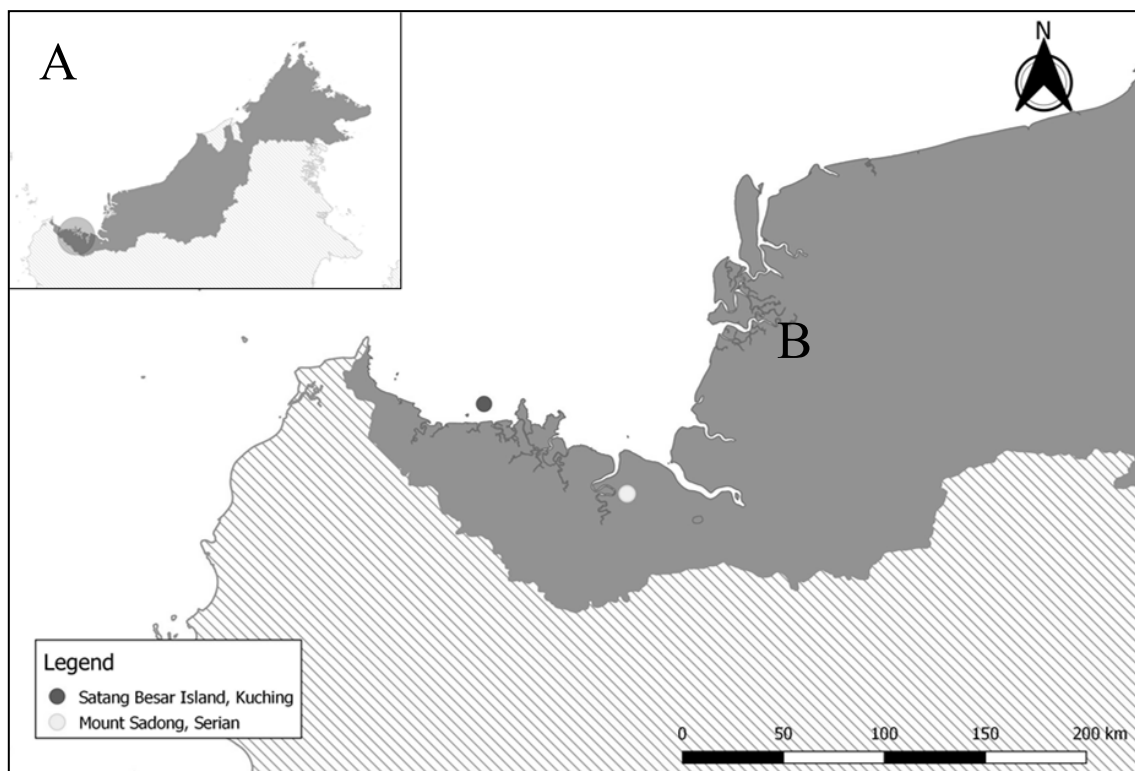 A
N
B
Legend
Satang Besar Island, Kuching
Mount Sadong, Serian
0 50 100 150 200 km